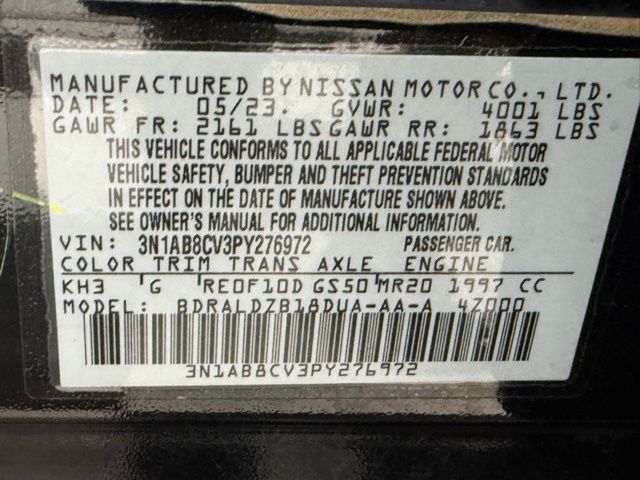 MANUFACTURED BY NISSAN MOTOR CO., LTD.
DATE: 05/23. GVWR: 4001 LBS
GAWR FR: 2161 LBS GAWR RR: 1863 LBS
THIS VEHICLE CONFORMS TO ALL APPLICABLE FEDERAL MOTOR
VEHICLE SAFETY, BUMPER AND THEFT PREVENTION STANDARDS
IN EFFECT ON THE DATE OF MANUFACTURE SHOWN ABOVE.
SEE OWNER'S MANUAL FOR ADDITIONAL INFORMATION.
VIN: 3N1AB8CV3PY276972 PASSENGER CAR.
COLOR TRIM TRANS AXLE ENGINE
KH3 G RE0F10D GS50 MR20 1997 CC
MODEL: BDRALDZB18DUA-AA-A 4Z000
3N1AB8CV3PY276972